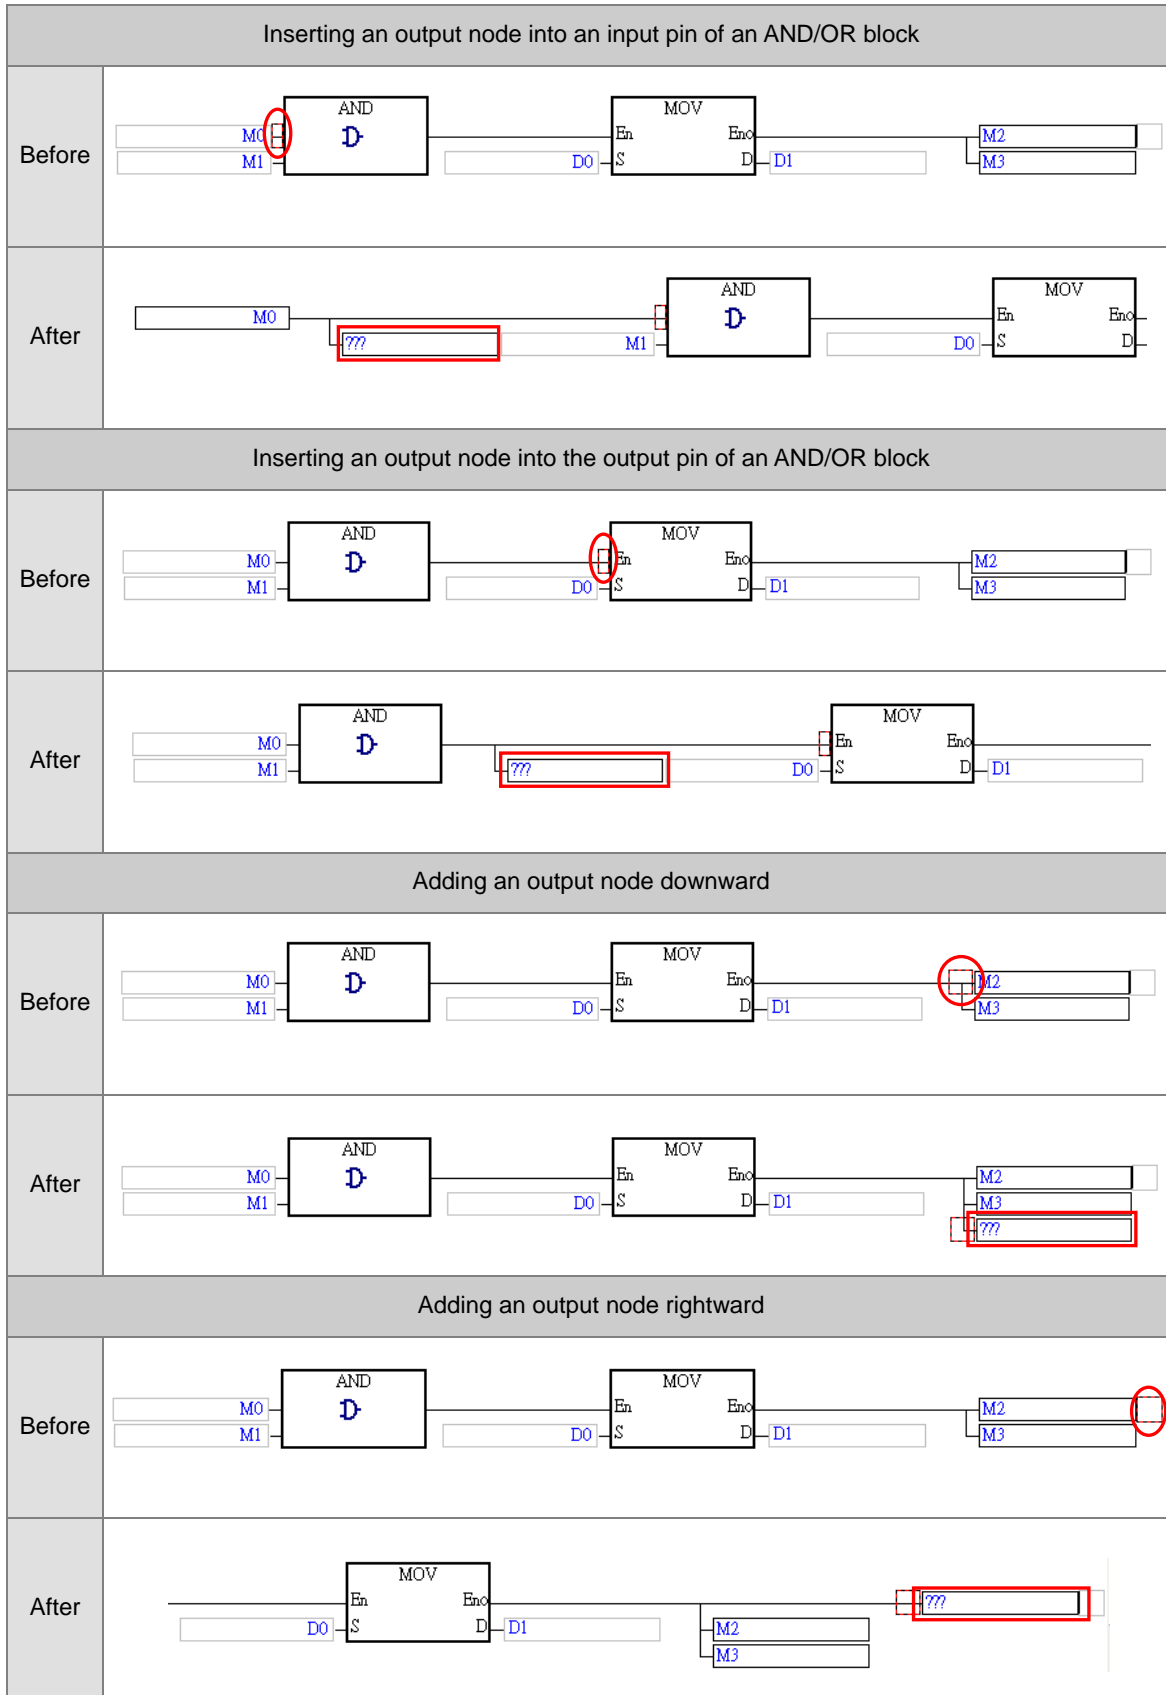 Inserting an output node into an input pin of an AND/OR block
Before
AND
MOV
M0
En
Eno
M2
M1
D0
S
D
D1
M3
After
AND
MOV
M0
En
Eno
???
M1
D0
S
D
Inserting an output node into the output pin of an AND/OR block
Before
AND
MOV
M0
En
Eno
M2
M1
D0
S
D
D1
M3
After
AND
MOV
M0
En
Eno
M1
???
D0
S
D
D1
Adding an output node downward
Before
AND
MOV
M0
En
Eno
M2
M1
D0
S
D
D1
M3
After
AND
MOV
M0
En
Eno
M2
M1
D0
S
D
D1
M3
???
Adding an output node rightward
Before
AND
MOV
M0
En
Eno
M2
M1
D0
S
D
D1
M3
After
MOV
En
Eno
???
D0
S
D
D1
M2
M3